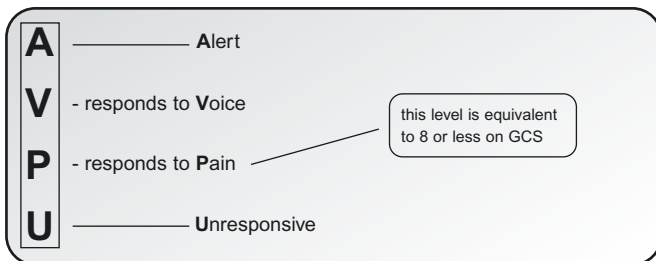 A Alert
V - responds to Voice
this level is equivalent
to 8 or less on GCS
P - responds to Pain
U Unresponsive